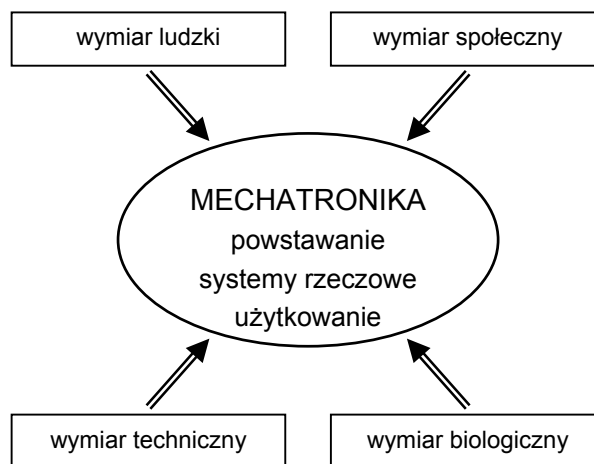 wymiar ludzki
wymiar społeczny
MECHATRONIKA
powstawanie
systemy rzeczowe
użytkowanie
wymiar techniczny
wymiar biologiczny